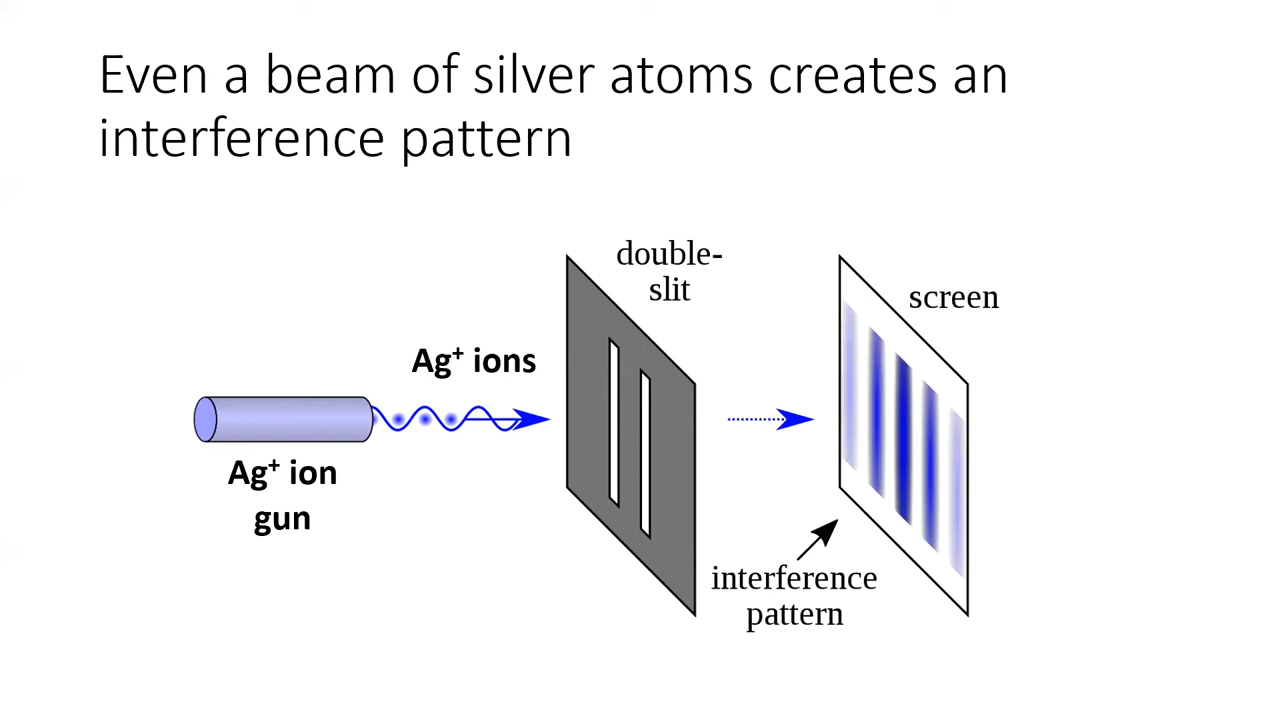 Even a beam of silver atoms creates an
interference pattern
double-
slit
screen
Ag⁺ ions
Ag⁺ ion
gun
interference
pattern